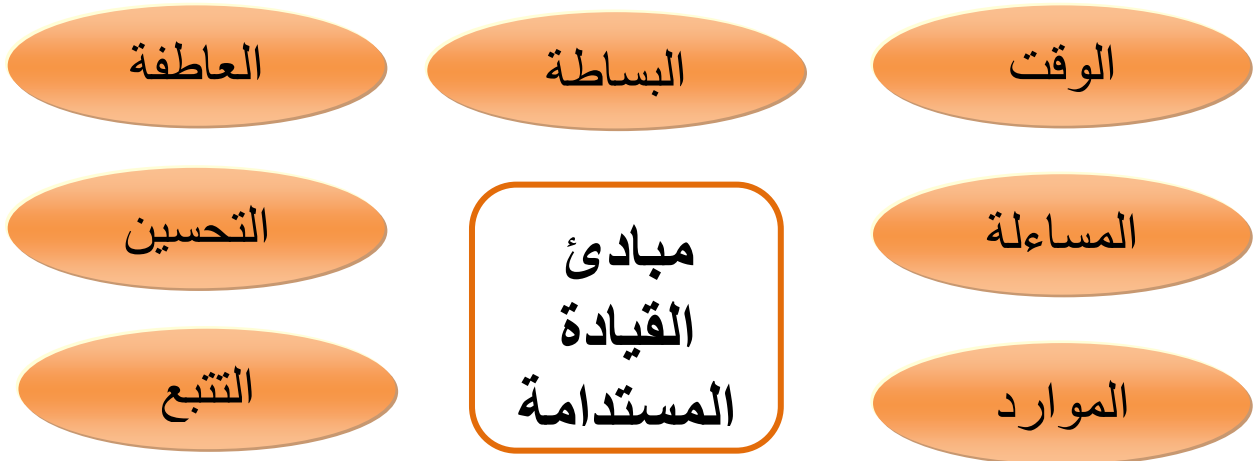 الوقت
البساطة
العاطفة
المساءلة
التحسين
مبادئ
القيادة
المستدامة
الموارد
التتبع